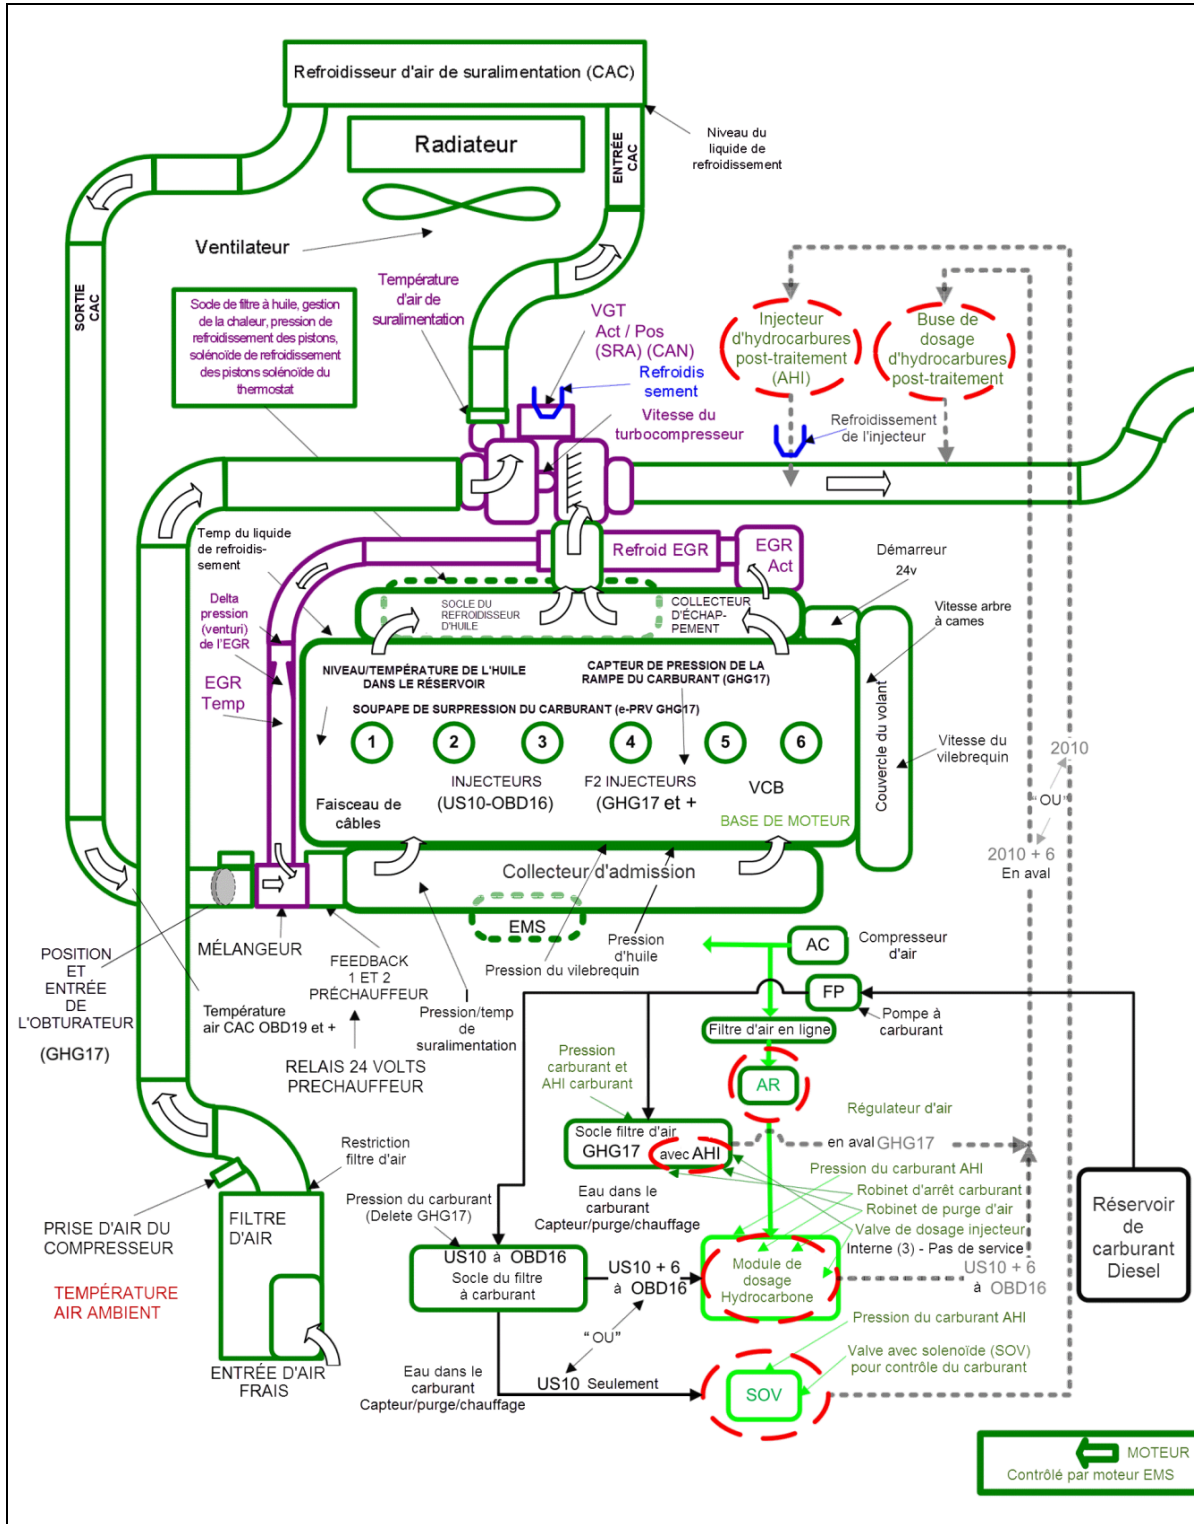 Refroidisseur d'air de suralimentation (CAC)
Radiateur
Niveau du
liquide de
refroidissement
ENTRÉE
CAC
SORTIE
CAC
Ventilateur
Température
d'air de
suralimentation
VGT
Act / Pos
(SRA) (CAN)
Refroidis
sement
Vitesse du
turbocompresseur
Injecteur
d'hydrocarbures
post-traitement
(AHI)
Buse de
dosage
d'hydrocarbures
post-traitement
Refroidissement
de l'injecteur
Socle de filtre à huile, gestion
de la chaleur, pression de
refroidissement des pistons,
solénoïde de refroidissement
des pistons solénoïde du
thermostat
Temp du liquide
de refroidis-
sement
Refroid EGR
EGR
Act
Démarreur
24v
Vitesse arbre
à cames
Delta
pression
(venturi)
de l'EGR
EGR
Temp
SOCLE DU
REFROIDISSEUR
D'HUILE
COLLECTEUR
D'ÉCHAP-
PEMENT
NIVEAU/TEMPÉRATURE DE L'HUILE
DANS LE RÉSERVOIR
CAPTEUR DE PRESSION DE LA
RAMPE DU CARBURANT (GHG17)
SOUPAPE DE SURPRESSION DU CARBURANT (e-PRV GHG17)
1 2 3 4 5 6
INJECTEURS
(US10-OBD16)
F2 INJECTEURS
(GHG17 et +
VCB
Faisceau de
câbles
BASE DE MOTEUR
Couvercle du volant
Vitesse du
vilebrequin
2010
"OU"
2010 + 6
En aval
Collecteur d'admission
EMS
MÉLANGEUR
POSITION
ET
ENTRÉE
DE
L'OBTURATEUR
(GHG17)
FEEDBACK
1 ET 2
PRÉCHAUFFEUR
Température
air CAC OBD19 et +
RELAIS 24 VOLTS
PRECHAUFFEUR
Pression/temp
de
suralimentation
Pression du vilebrequin
Pression
d'huile
AC
Compresseur
d'air
FP
Pompe à
carburant
Filtre d'air en ligne
AR
Régulateur d'air
Pression
carburant et
AHI carburant
Socle filtre d'air
GHG17
avec AHI
en aval GHG17
Pression du carburant AHI
Robinet d'arrêt carburant
Robinet de purge d'air
Valve de dosage injecteur
Interne (3) - Pas de service
Eau dans le
carburant
Capteur/purge/chauffage
Restriction
filtre d'air
Pression du carburant
(Delete GHG17)
PRISE D'AIR DU
COMPRESSEUR
FILTRE
D'AIR
TEMPÉRATURE
AIR AMBIENT
ENTRÉE D'AIR
FRAIS
US10 à OBD16
Socle du filtre
à carburant
US10 + 6
à OBD16
"OU"
US10 Seulement
Module de
dosage
Hydrocarbone
US10 + 6
à OBD16
Réservoir
de
carburant
Diesel
Pression du carburant AHI
Valve avec solenoïde (SOV)
pour contrôle du carburant
SOV
Eau dans le
carburant
Capteur/purge/chauffage
MOTEUR
Contrôlé par moteur EMS